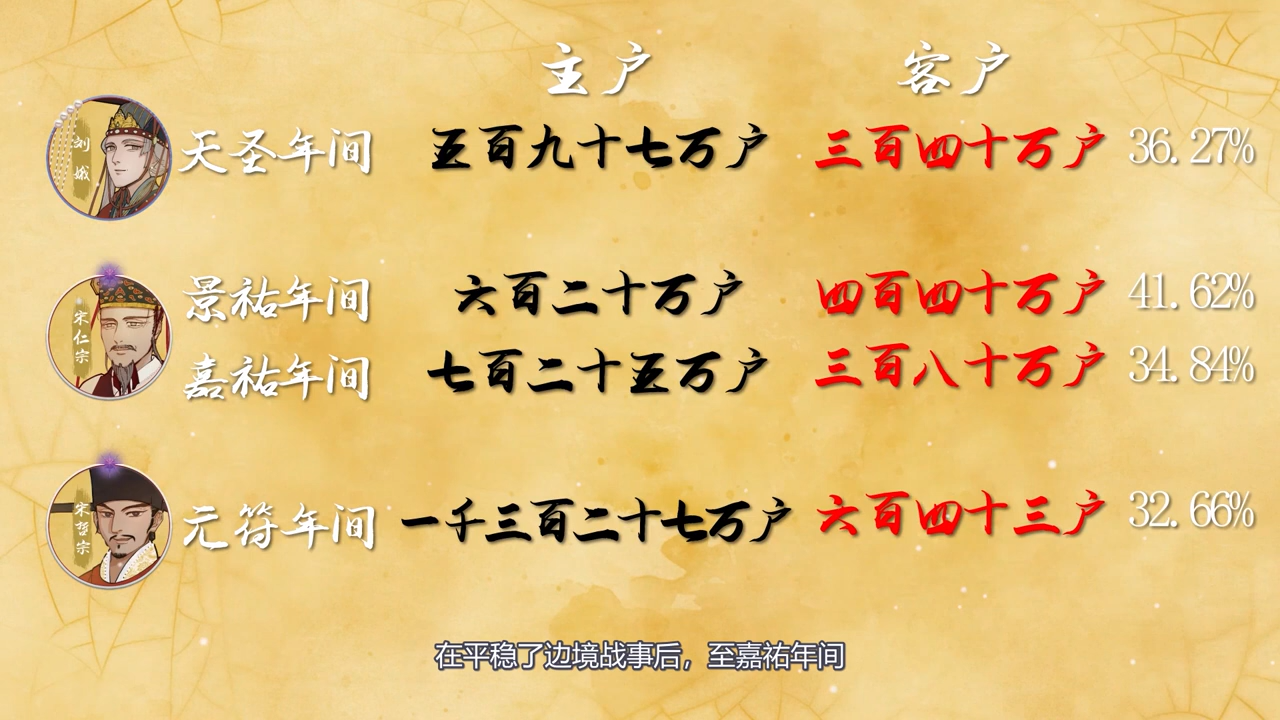 主户 客户
刘娥
天圣年间 五百九十七万户 三百四十万户 36.27%
宋仁宗
景祐年间 六百二十万户 四百四十万户 41.62%
嘉祐年间 七百二十五万户 三百八十万户 34.84%
宋哲宗
元符年间 一千三百二十七万户 六百四十三户 32.66%
在平稳了边境战事后，至嘉祐年间